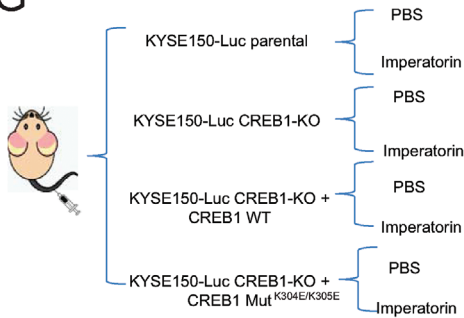 G
KYSE150-Luc parental
PBS
Imperatorin
KYSE150-Luc CREB1-KO
PBS
Imperatorin
KYSE150-Luc CREB1-KO +
CREB1 WT
PBS
Imperatorin
KYSE150-Luc CREB1-KO +
CREB1 Mut K304E/K305E
PBS
Imperatorin